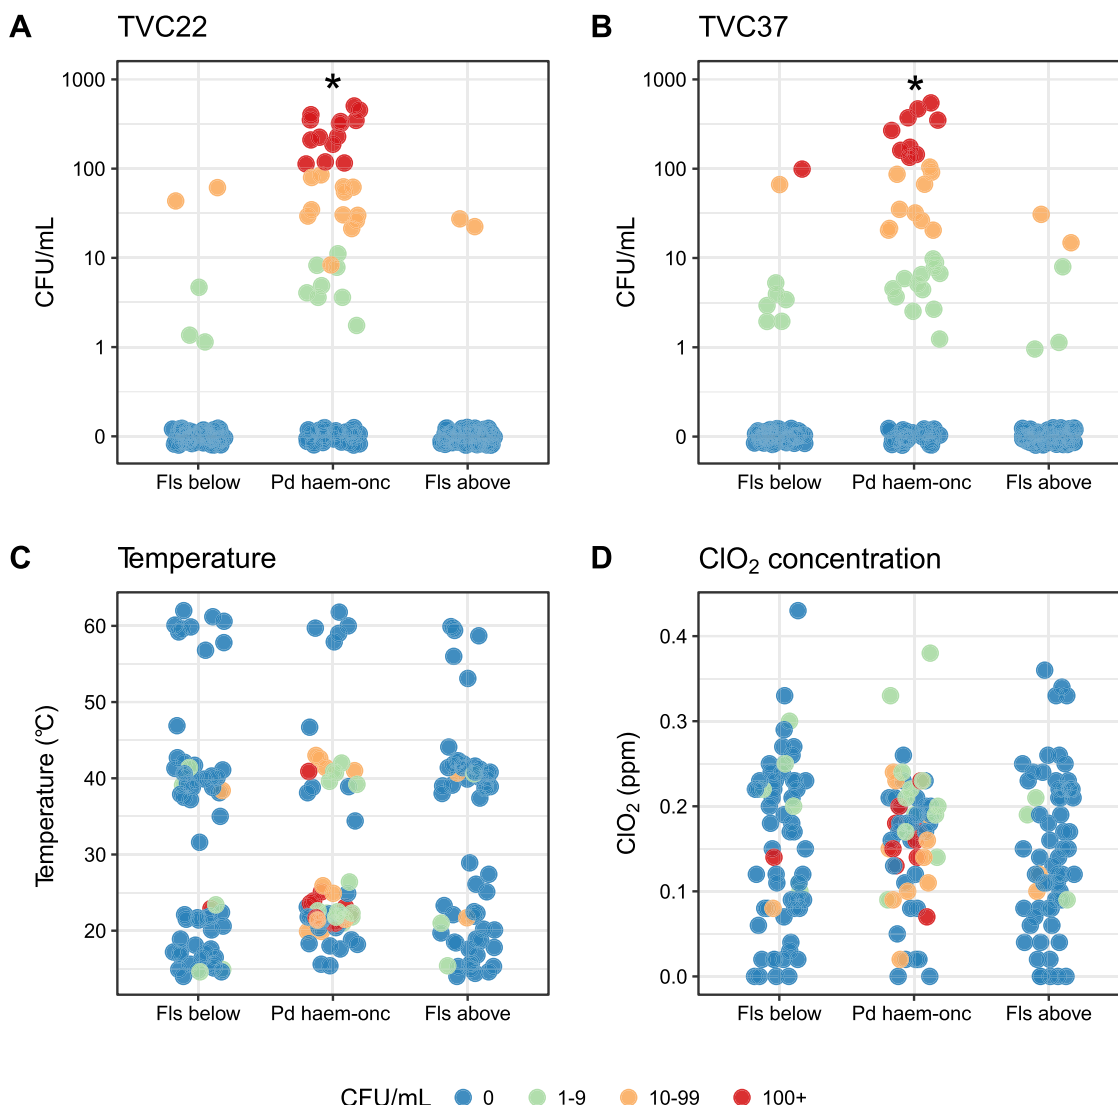 A TVC22
B TVC37
CFU/mL
1000
100
10
1
0
*
Fls below Pd haem-onc Fls above
CFU/mL
1000
100
10
1
0
*
Fls below Pd haem-onc Fls above
C Temperature
D ClO₂ concentration
Temperature (°C)
60
50
40
30
20
Fls below Pd haem-onc Fls above
ClO₂ (ppm)
0.4
0.3
0.2
0.1
0.0
Fls below Pd haem-onc Fls above
CFU/mL 0 1-9 10-99 100+